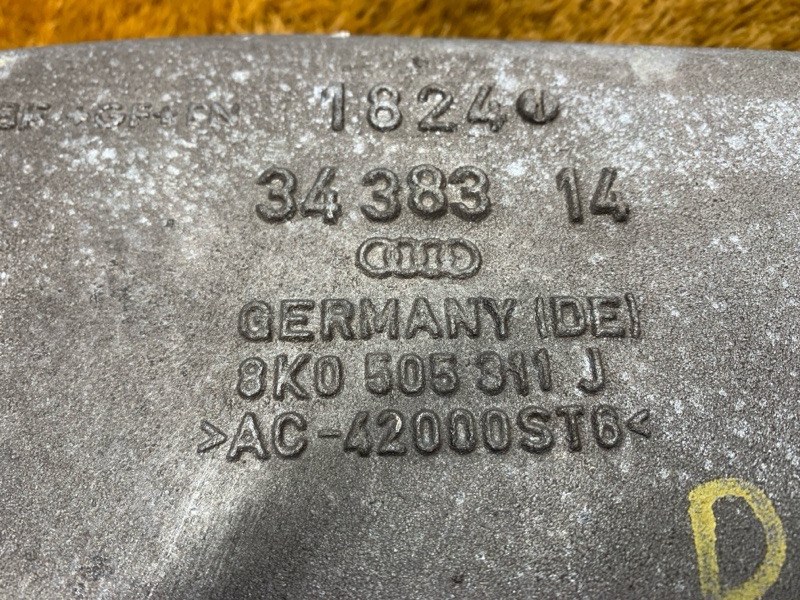 18240
34 383 14
GERMANY (DE)
8K0 505 311 J
>AC-42000ST6<
D